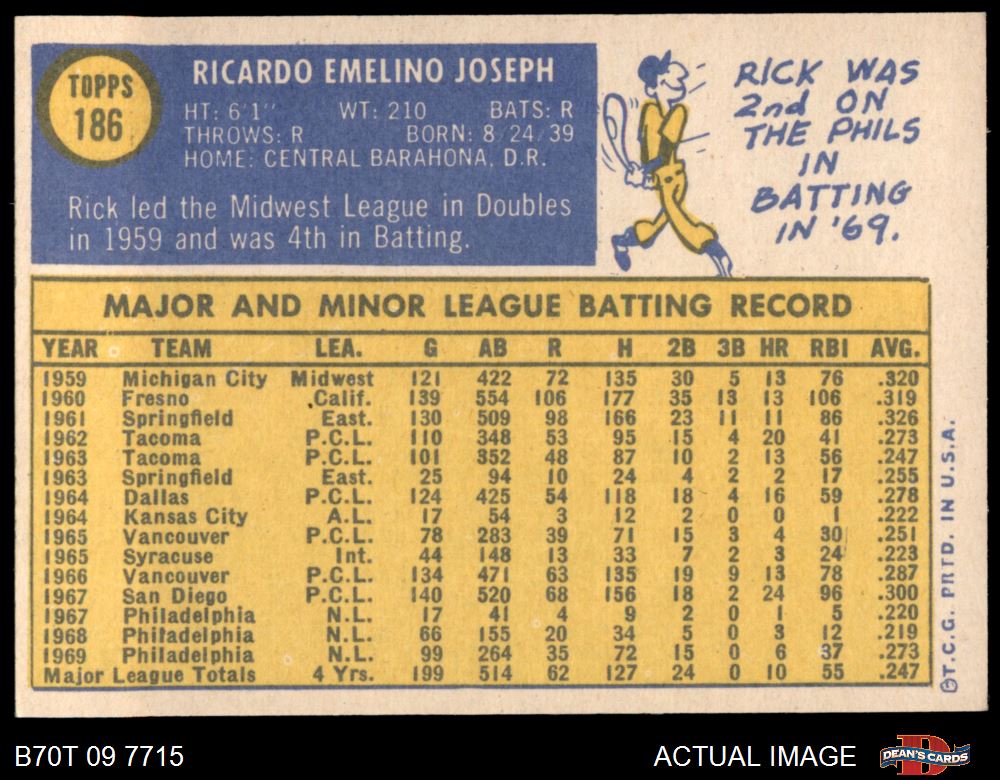 TOPPS
186
RICARDO EMELINO JOSEPH
HT: 6'1" WT: 210 BATS: R
THROWS: R BORN: 8 24 39
HOME: CENTRAL BARAHONA, D.R.
Rick led the Midwest League in Doubles
in 1959 and was 4th in Batting.
RICK WAS
2nd ON
THE PHILS
IN
BATTING
IN '69.
MAJOR AND MINOR LEAGUE BATTING RECORD
YEAR TEAM LEA. G AB R H 2B 3B HR RBI AVG.
1959 Michigan City Midwest 121 422 72 135 30 5 13 76 .320
1960 Fresno Calif. 139 554 106 177 35 13 13 106 .319
1961 Springfield East. 130 509 98 166 23 11 11 86 .326
1962 Tacoma P.C.L. 110 348 53 95 15 4 20 41 .273
1963 Tacoma P.C.L. 101 352 48 87 10 2 13 56 .247
1963 Springfield East. 25 94 10 24 4 2 2 17 .255
1964 Dallas P.C.L. 124 425 54 118 18 4 16 59 .278
1964 Kansas City A.L. 17 54 3 12 2 0 0 1 .222
1965 Vancouver P.C.L. 78 283 39 71 15 3 4 30 .251
1965 Syracuse Int. 44 148 13 33 7 2 3 24 .223
1966 Vancouver P.C.L. 134 471 63 135 19 9 13 78 .287
1967 San Diego P.C.L. 140 520 68 156 18 2 24 96 .300
1967 Philadelphia N.L. 17 41 4 9 2 0 1 5 .220
1968 Philadelphia N.L. 66 155 20 34 5 0 3 12 .219
1969 Philadelphia N.L. 99 264 35 72 15 0 6 37 .273
Major League Totals 4 Yrs. 199 514 62 127 24 0 10 55 .247
©T.C.G. PRTD. IN U.S.A.
B70T 09 7715 ACTUAL IMAGE
D
DEAN'S CARDS